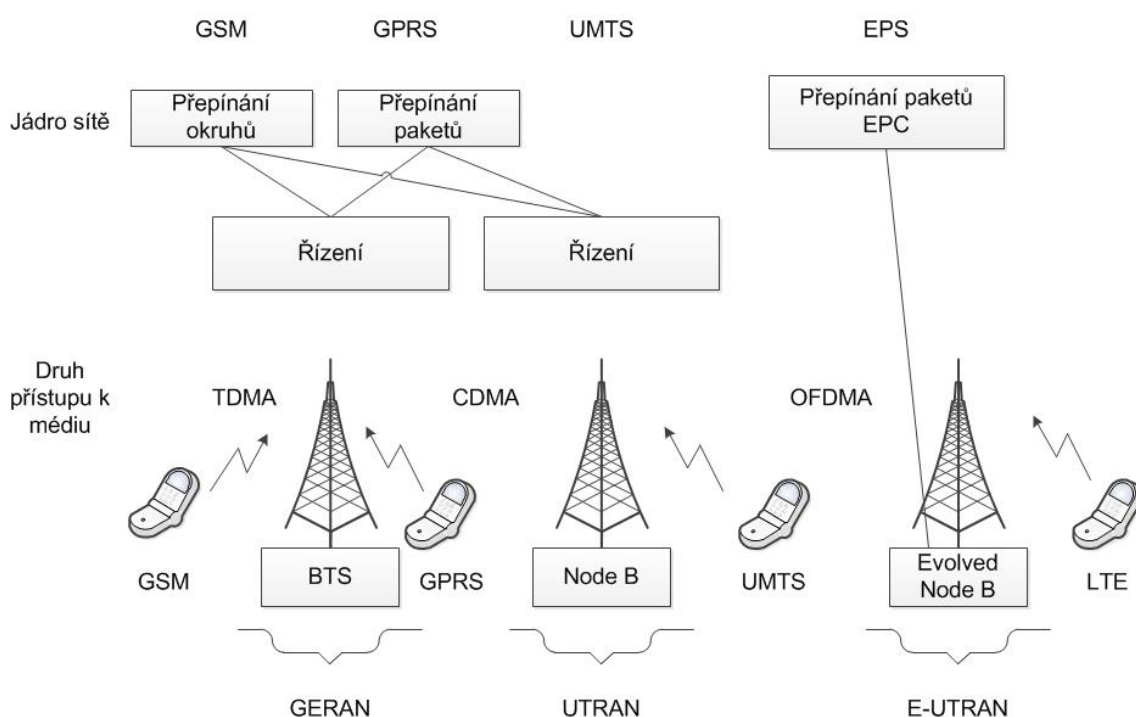 GSM
GPRS
UMTS
EPS
Jádro sítě
Přepínání
okruhů
Přepínání
paketů
Přepínání paketů
EPC
Řízení
Řízení
Druh
přístupu k
médiu
TDMA
CDMA
OFDMA
GSM
BTS
GPRS
Node B
UMTS
Evolved
Node B
LTE
GERAN
UTRAN
E-UTRAN